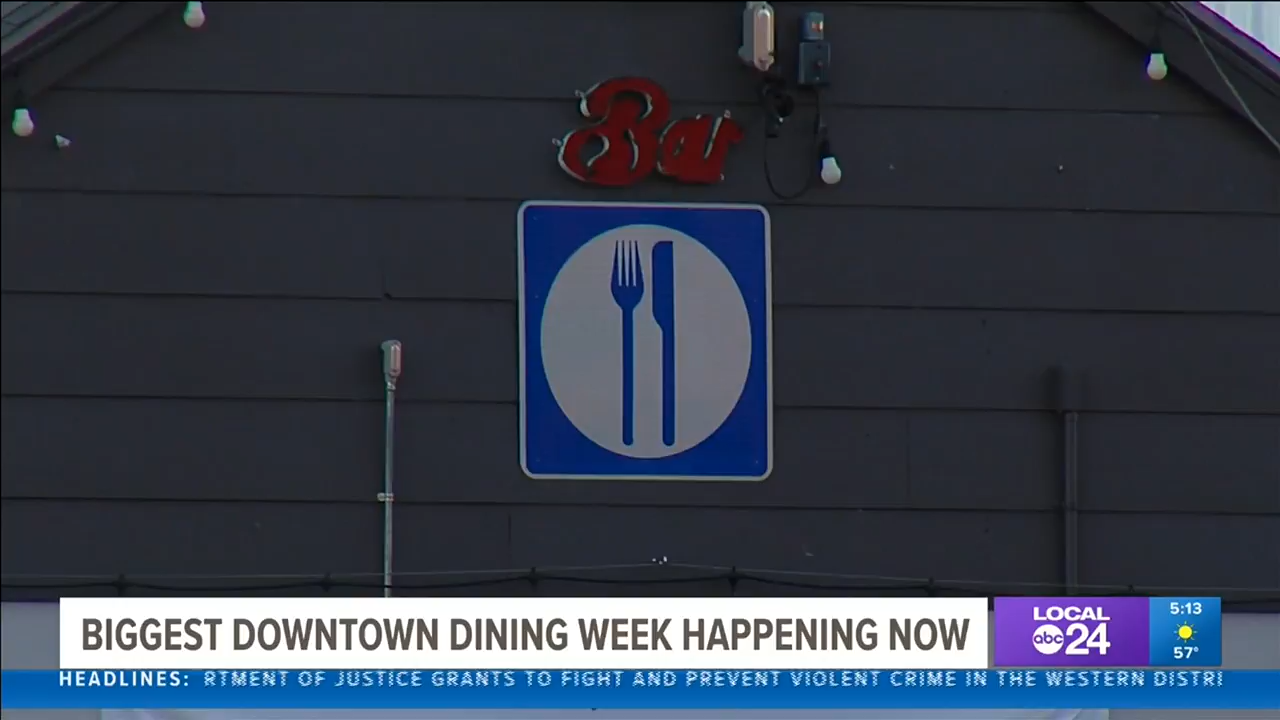 Bar
BIGGEST DOWNTOWN DINING WEEK HAPPENING NOW
LOCAL
abc 24
5:13
57°
HEADLINES: RTMENT OF JUSTICE GRANTS TO FIGHT AND PREVENT VIOLENT CRIME IN THE WESTERN DISTRI